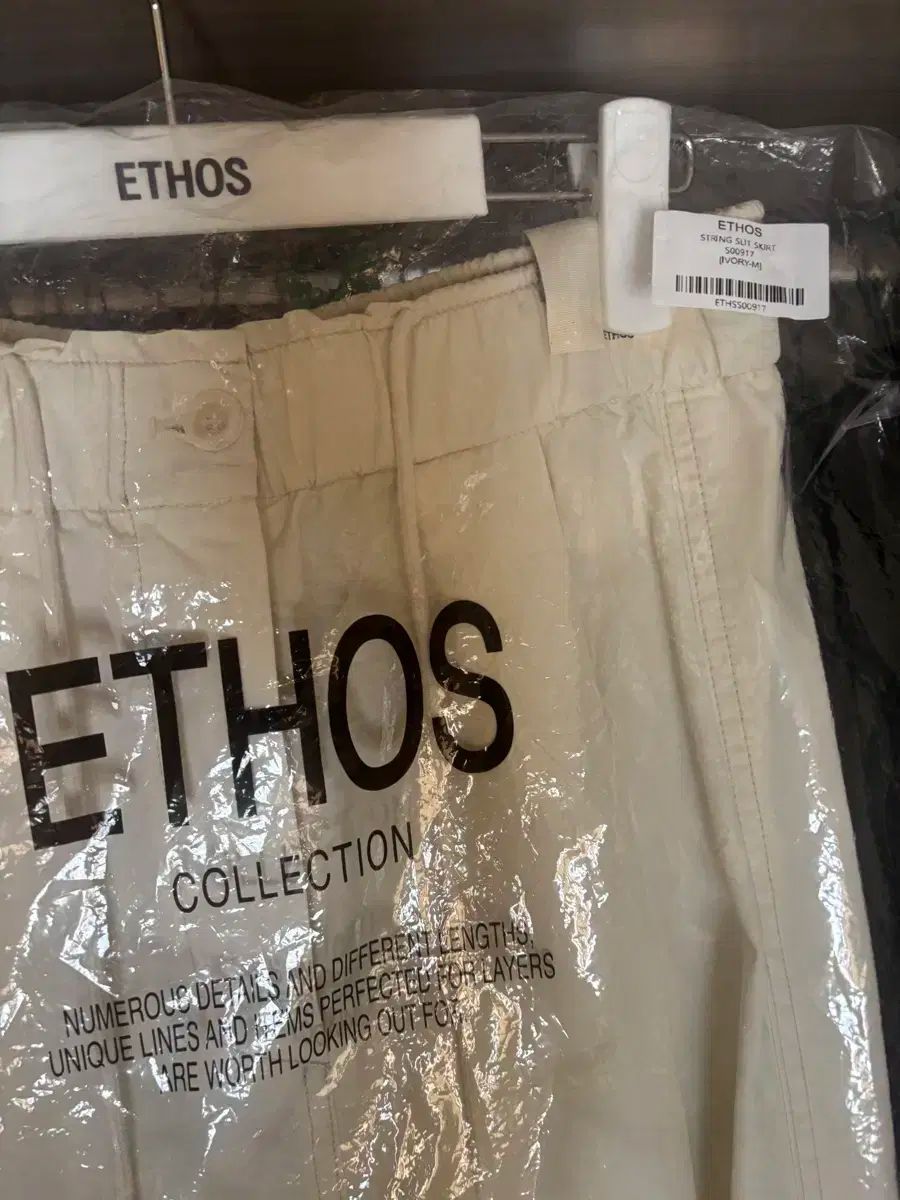 ETHOS
ETHOS
STRING SLIT SKIRT
S00917
[IVORY-M]
ETHSS00917
ETHOS
ETHOS
COLLECTION
NUMEROUS DETAILS AND DIFFERENT LENGTHS,
UNIQUE LINES AND ITEMS PERFECTED FOR LAYERS
ARE WORTH LOOKING OUT FOR